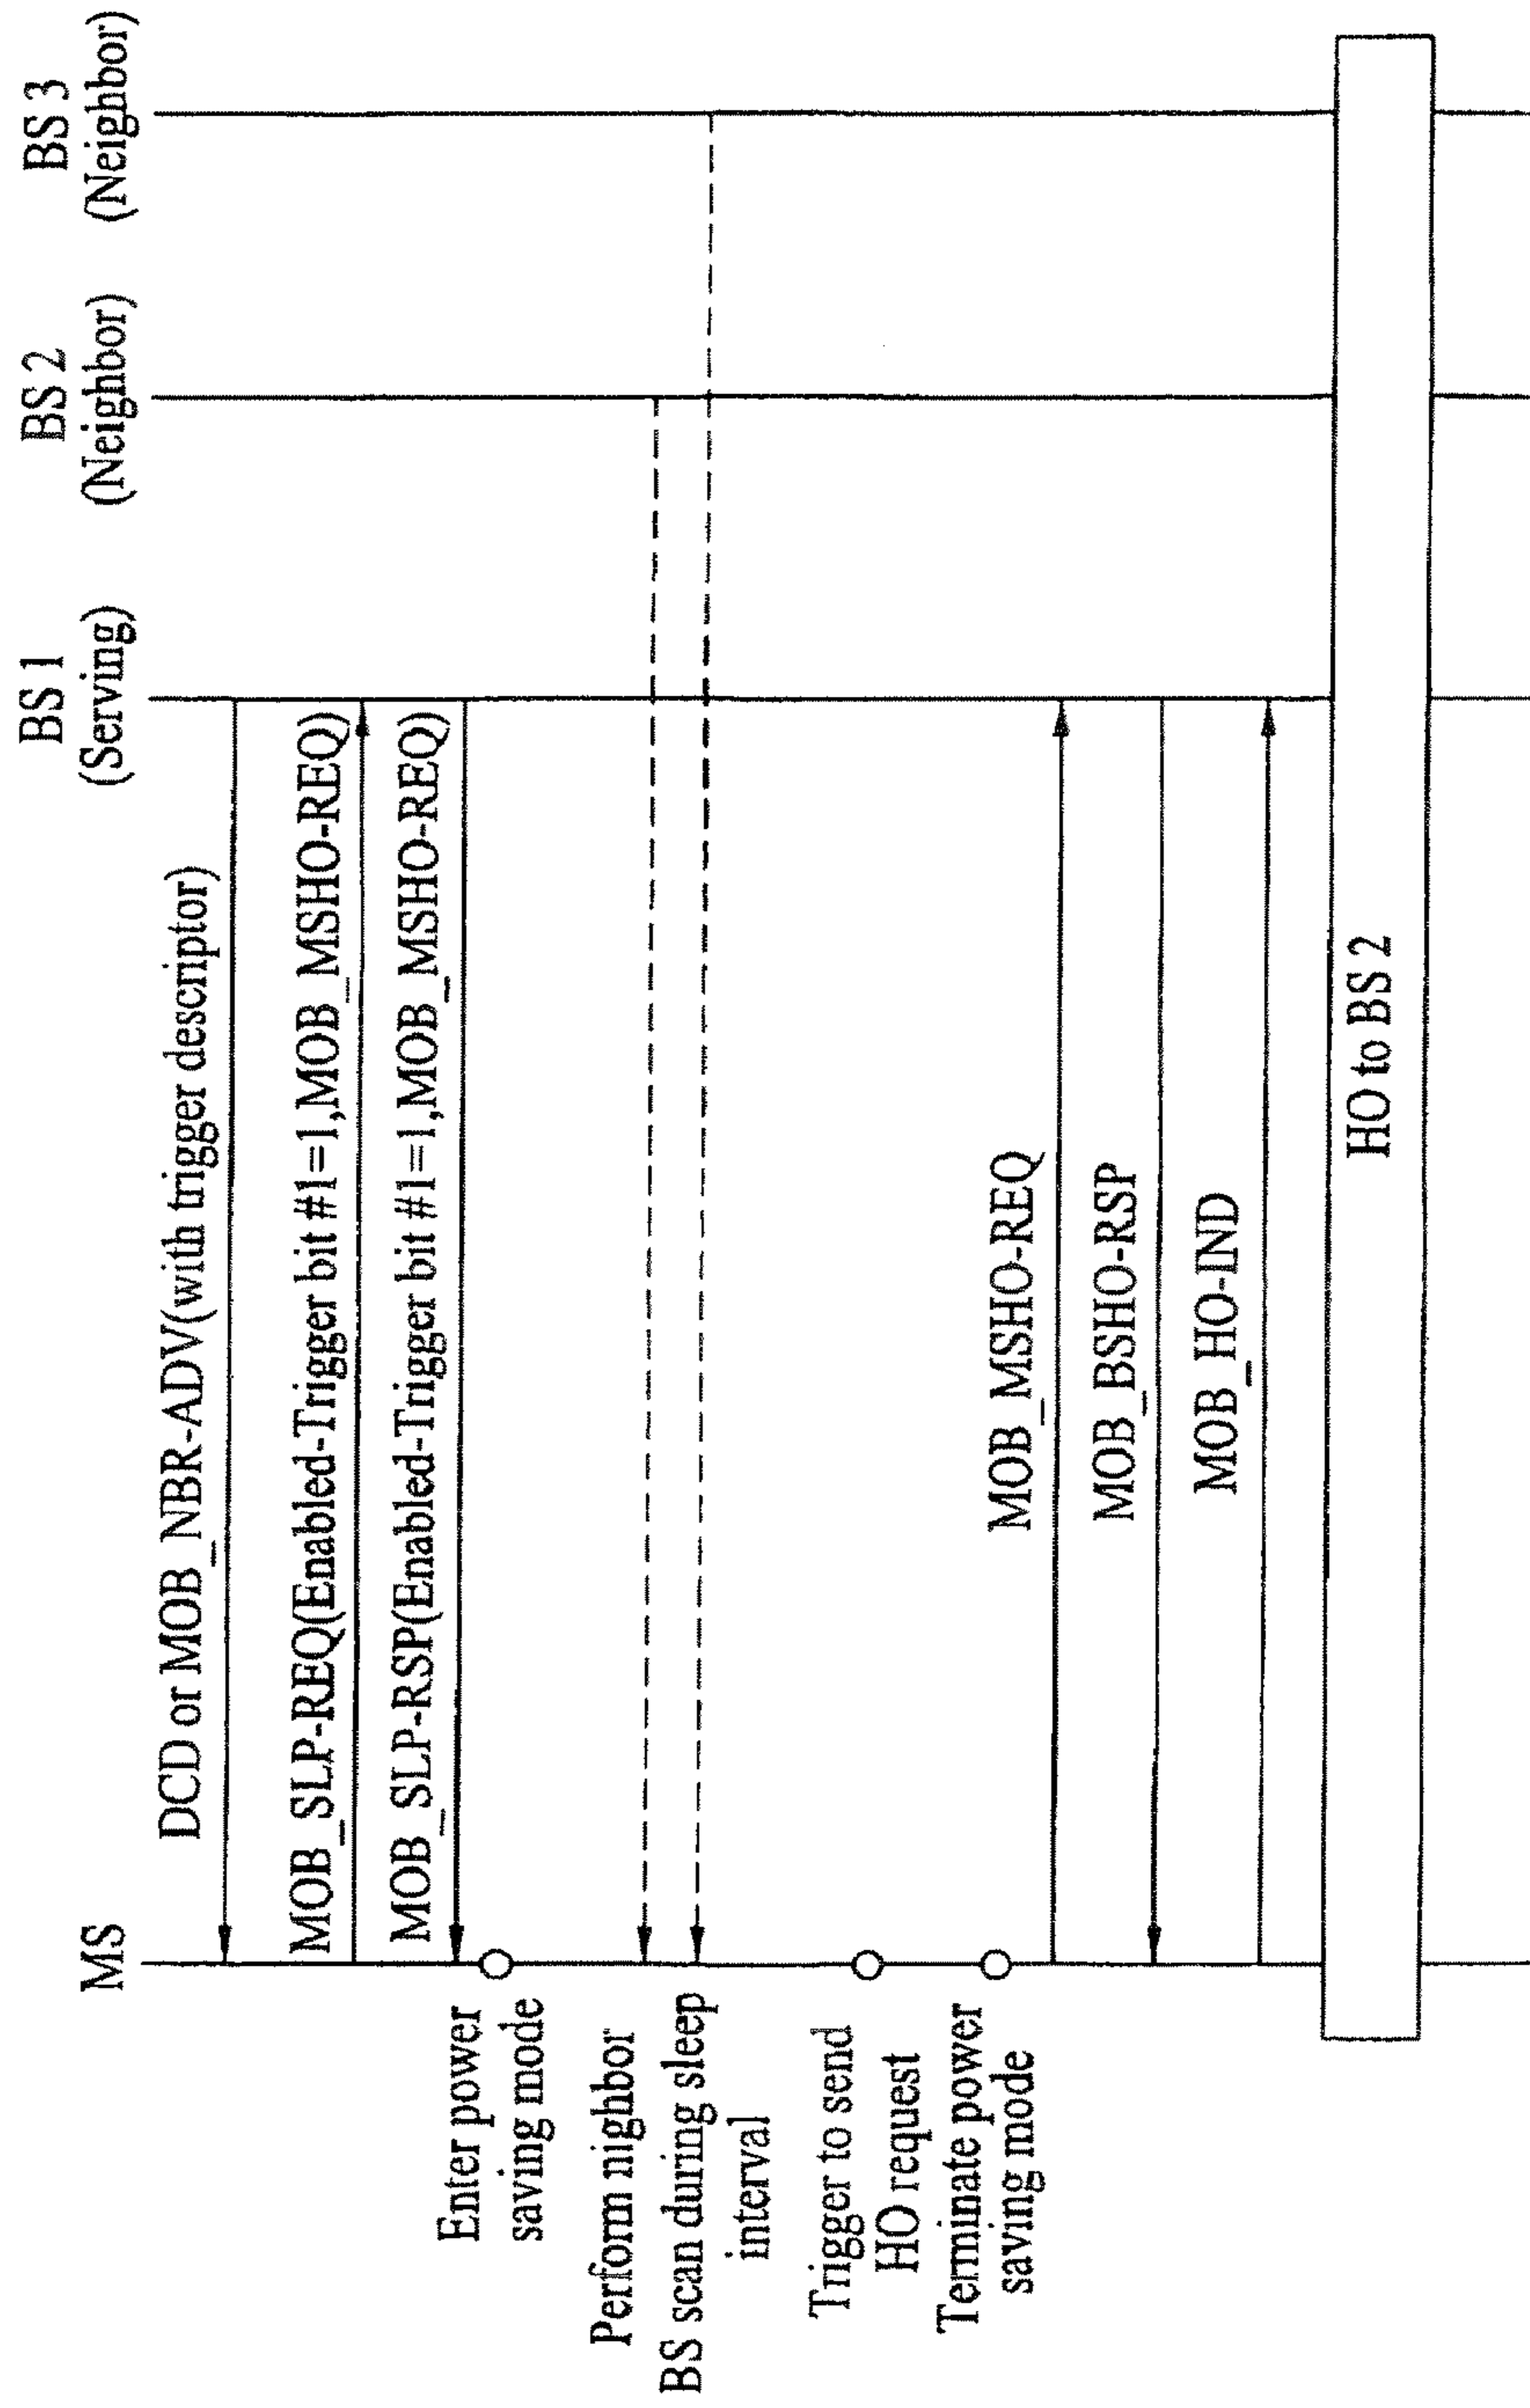 MS
BS 1
(Serving)
BS 2
(Neighbor)
BS 3
(Neighbor)
DCD or MOB_NBR-ADV(with trigger descriptor)
MOB_SLP-REQ(Enabled-Trigger bit #1=1,MOB_MSHO-REQ)
MOB_SLP-RSP(Enabled-Trigger bit #1=1,MOB_MSHO-REQ)
Enter power
saving mode
Perform nighbor
BS scan during sleep
interval
Trigger to send
HO request
Terminate power
saving mode
MOB_MSHO-REQ
MOB_BSHO-RSP
MOB_HO-IND
HO to BS 2